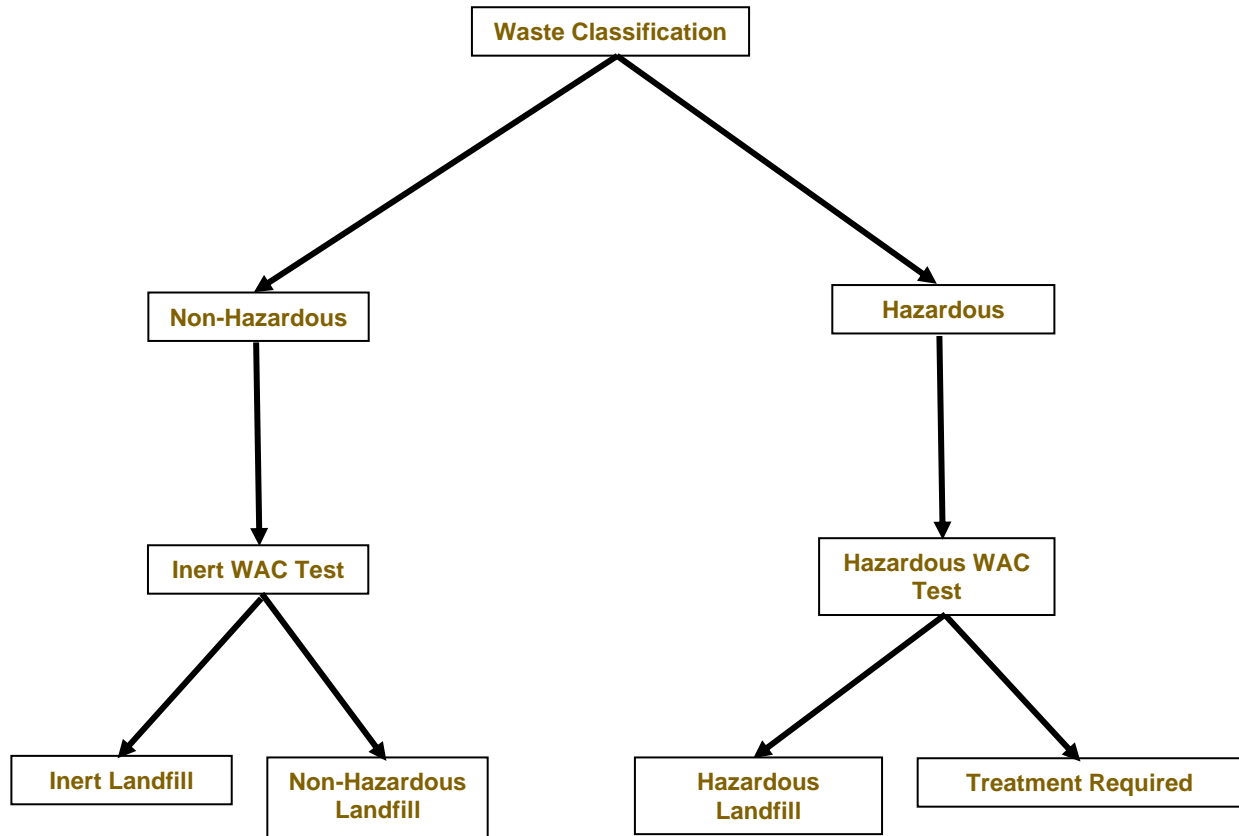 Waste Classification
Non-Hazardous
Hazardous
Inert WAC Test
Hazardous WAC
Test
Inert Landfill
Non-Hazardous
Landfill
Hazardous
Landfill
Treatment Required